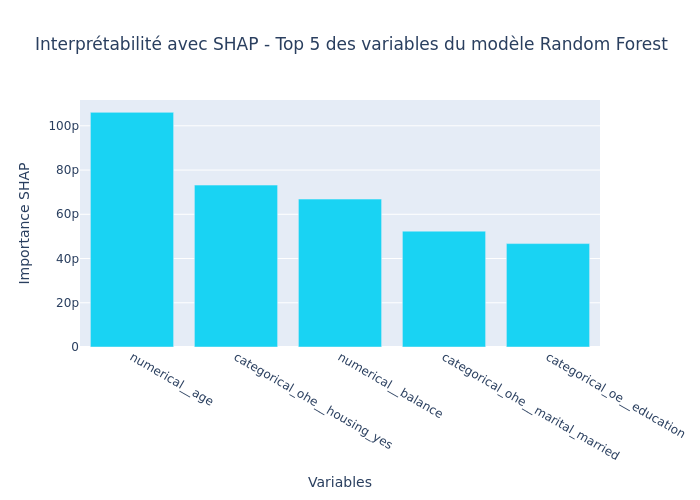 Interprétabilité avec SHAP - Top 5 des variables du modèle Random Forest
Importance SHAP
100p
80p
60p
40p
20p
0
numerical__age
categorical_ohe__housing_yes
numerical__balance
categorical_ohe__marital_married
categorical_oe__education
Variables